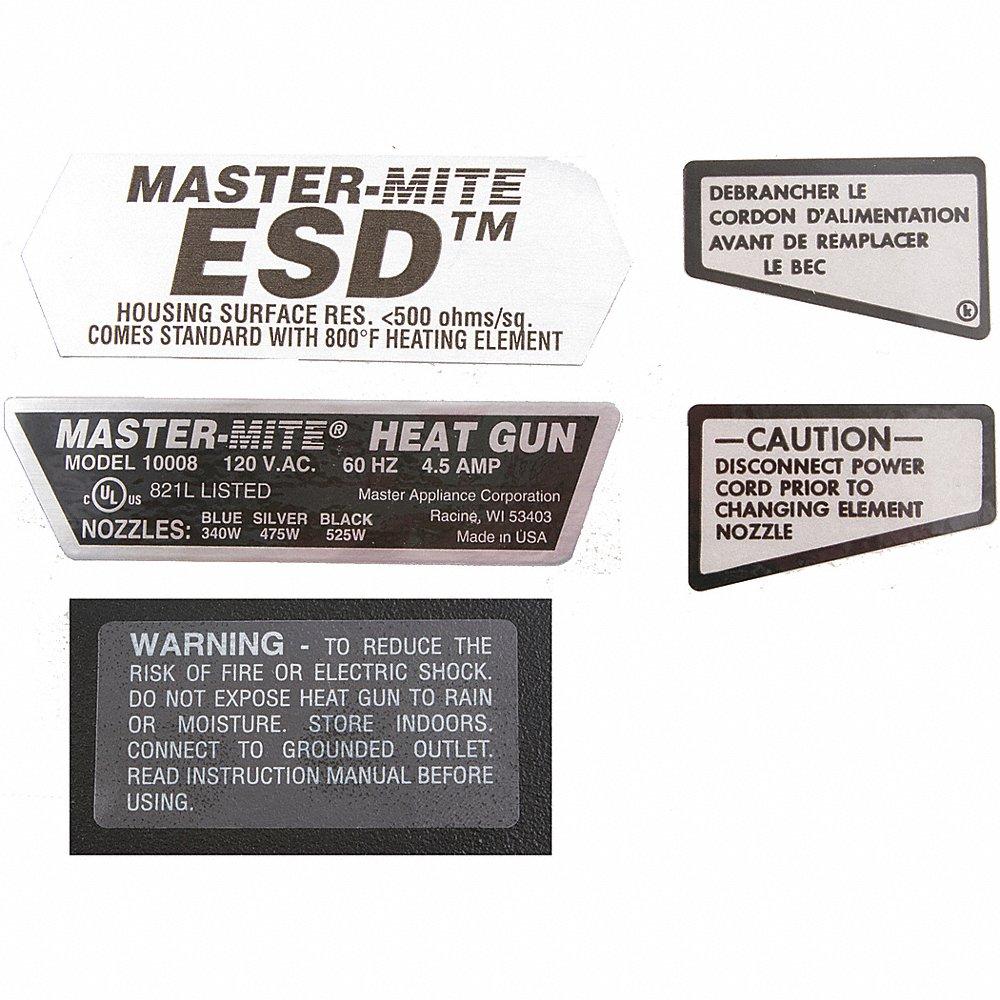 MASTER-MITE
ESD™
HOUSING SURFACE RES. <500 ohms/sq.
COMES STANDARD WITH 800°F HEATING ELEMENT
DEBRANCHER LE
CORDON D'ALIMENTATION
AVANT DE REMPLACER
LE BEC
k
MASTER-MITE® HEAT GUN
MODEL 10008 120 V.AC. 60 HZ 4.5 AMP
C UL US 821L LISTED
Master Appliance Corporation
Racine, WI 53403
Made in USA
NOZZLES: BLUE SILVER BLACK
340W 475W 525W
—CAUTION—
DISCONNECT POWER
CORD PRIOR TO
CHANGING ELEMENT
NOZZLE
WARNING - TO REDUCE THE
RISK OF FIRE OR ELECTRIC SHOCK.
DO NOT EXPOSE HEAT GUN TO RAIN
OR MOISTURE. STORE INDOORS.
CONNECT TO GROUNDED OUTLET.
READ INSTRUCTION MANUAL BEFORE
USING.